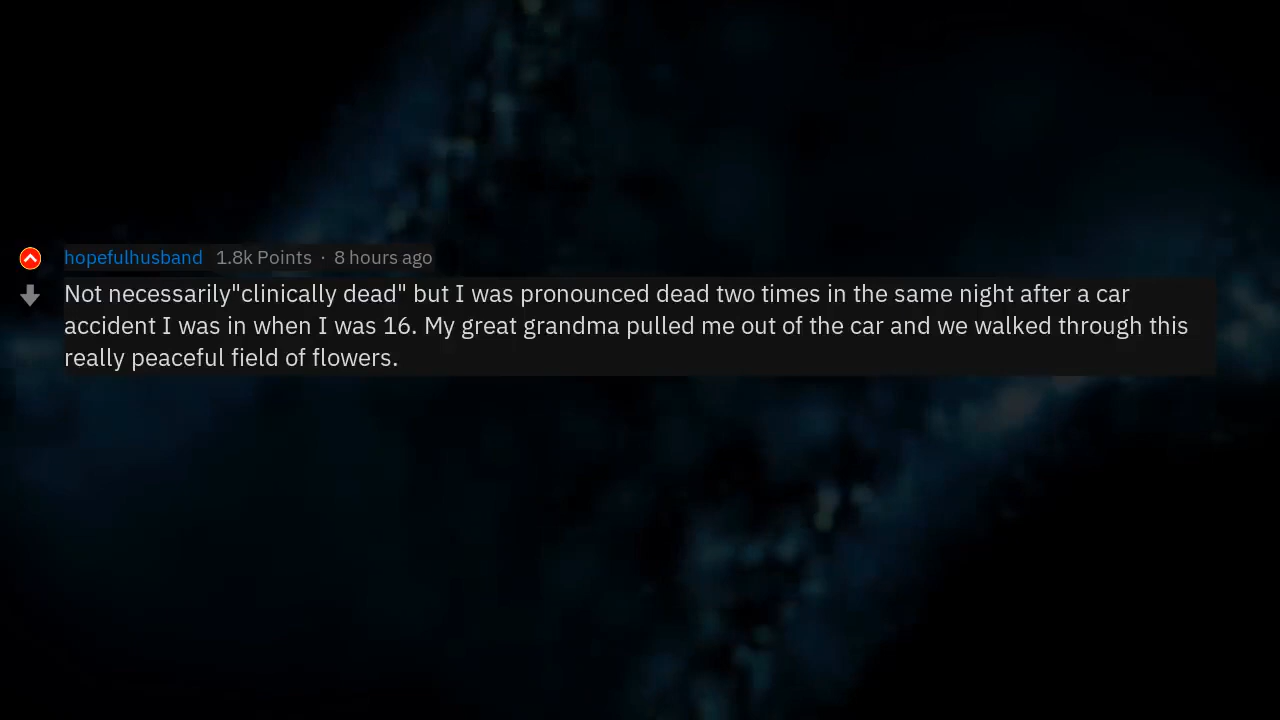 hopefulhusband 1.8k Points · 8 hours ago
Not necessarily"clinically dead" but I was pronounced dead two times in the same night after a car
accident I was in when I was 16. My great grandma pulled me out of the car and we walked through this
really peaceful field of flowers.